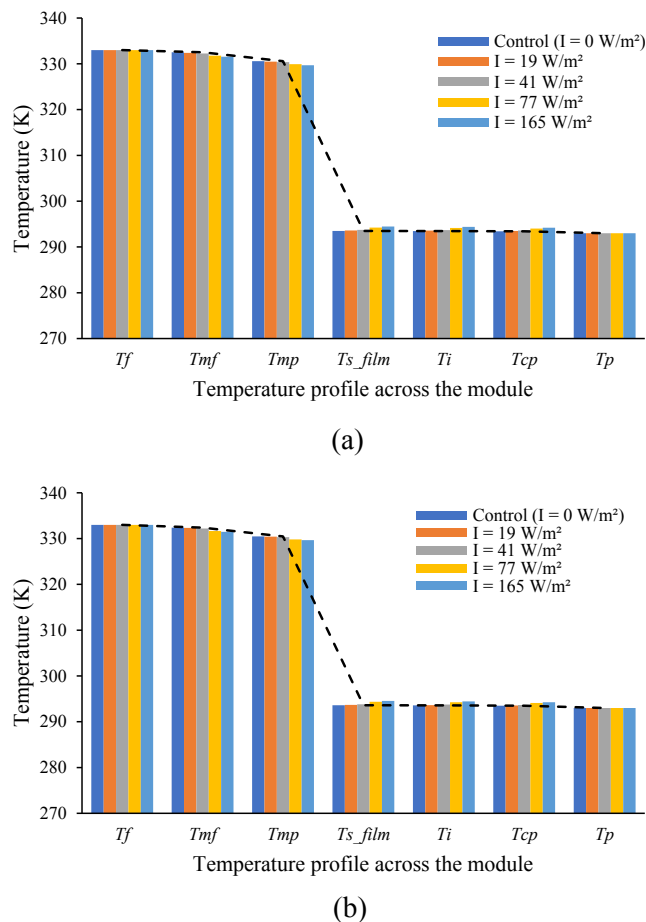 340
330
320
310
300
290
280
270
Temperature (K)
Control (I = 0 W/m²)
I = 19 W/m²
I = 41 W/m²
I = 77 W/m²
I = 165 W/m²
Tf Tmf Tmp Ts_film Ti Tcp Tp
Temperature profile across the module
(a)
340
330
320
310
300
290
280
270
Temperature (K)
Control (I = 0 W/m²)
I = 19 W/m²
I = 41 W/m²
I = 77 W/m²
I = 165 W/m²
Tf Tmf Tmp Ts_film Ti Tcp Tp
Temperature profile across the module
(b)